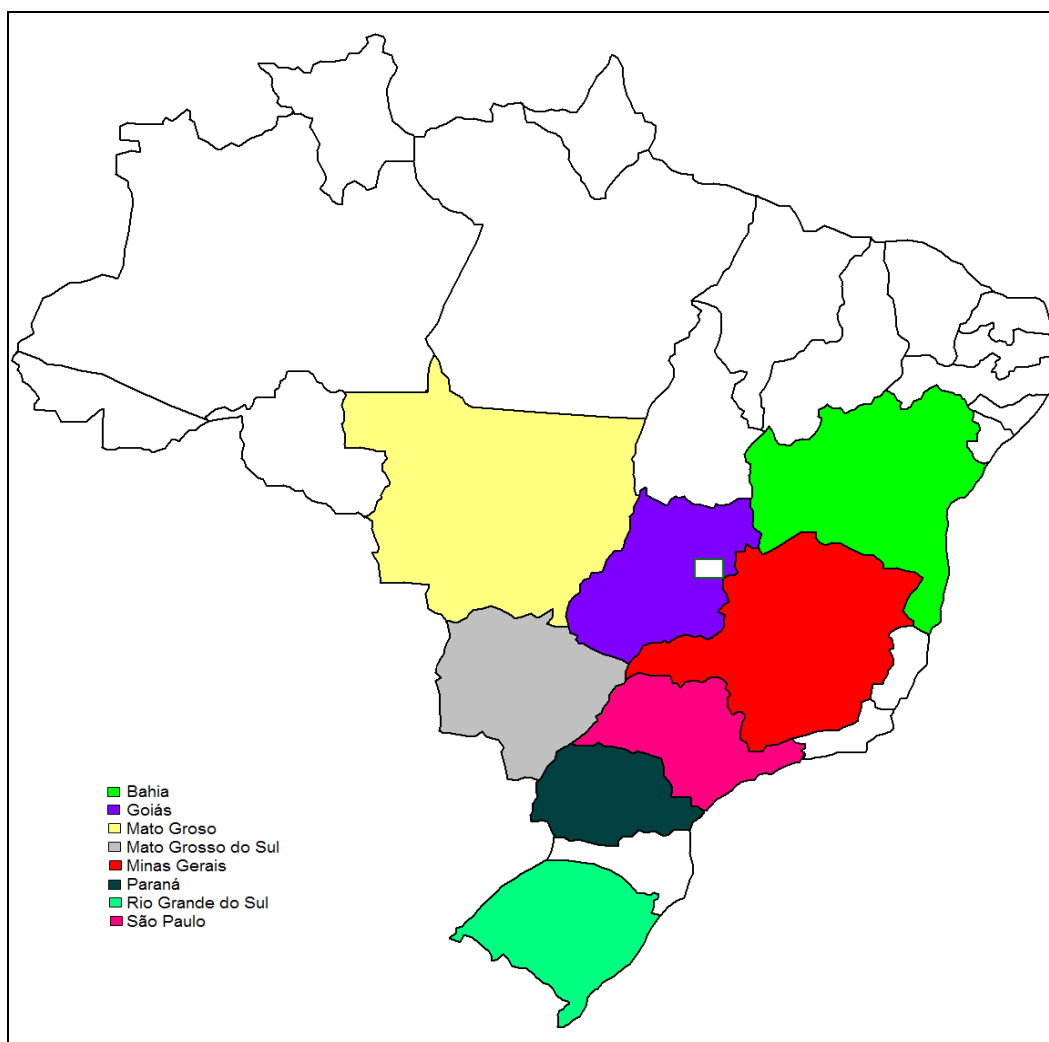 Bahia
Goiás
Mato Groso
Mato Grosso do Sul
Minas Gerais
Paraná
Rio Grande do Sul
São Paulo